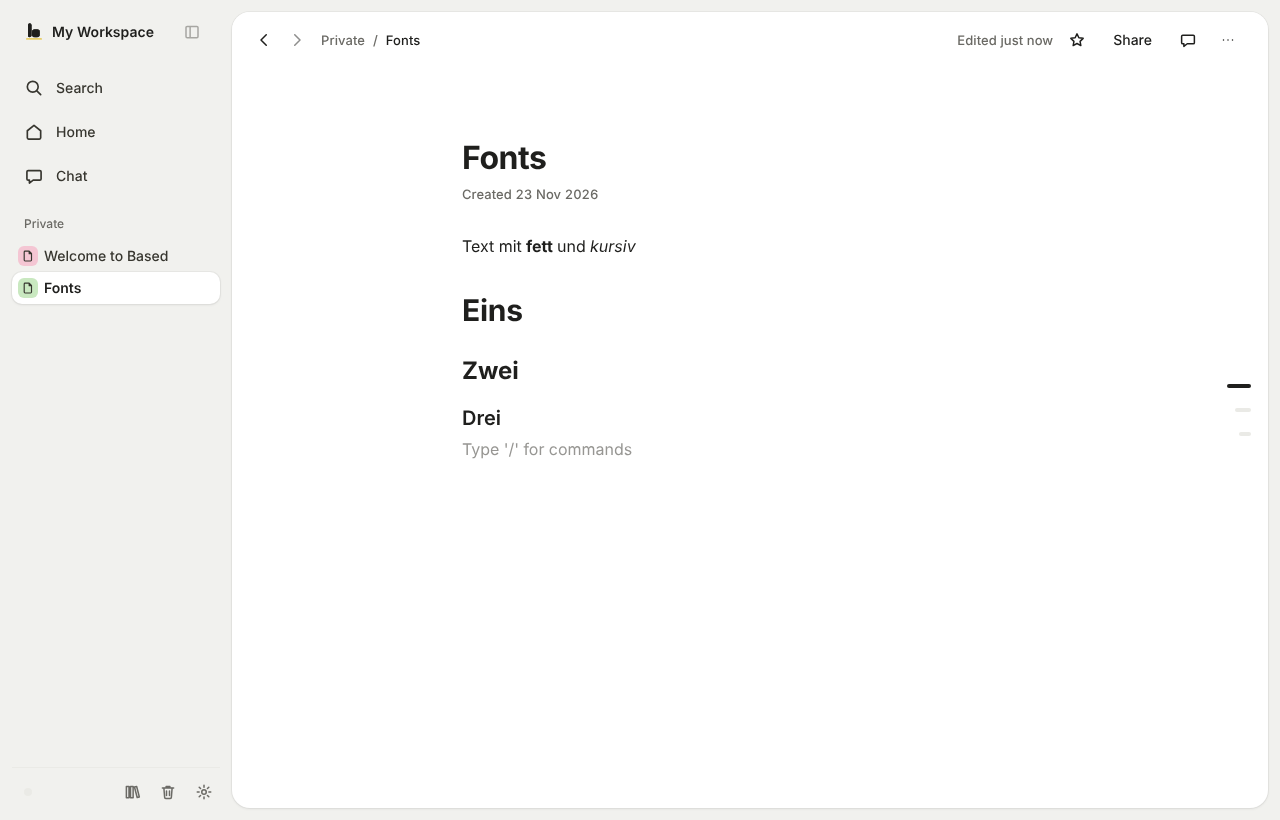 My Workspace
Search
Home
Chat
Private
Welcome to Based
Fonts
Private / Fonts
Edited just now
Share
Fonts
Created 23 Nov 2026
Text mit fett und kursiv
Eins
Zwei
Drei
Type '/' for commands